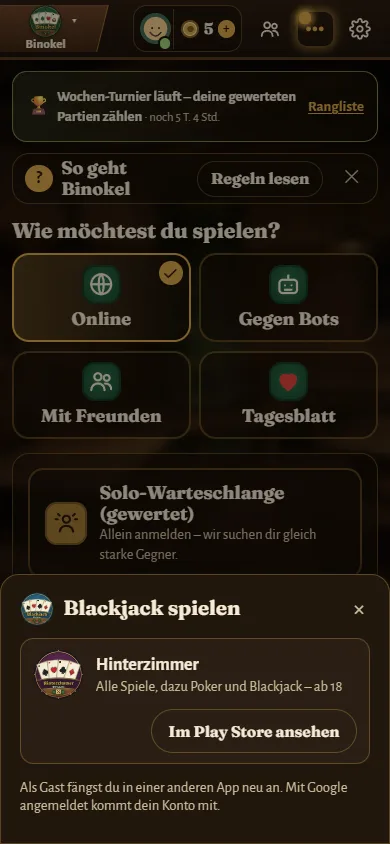 Binokel
5
Wochen-Turnier läuft – deine gewerteten
Partien zählen · noch 5 T. 4 Std.
Rangliste
?
So geht
Binokel
Regeln lesen
Wie möchtest du spielen?
Online
Gegen Bots
Mit Freunden
Tagesblatt
Solo-Warteschlange
(gewertet)
Allein anmelden – wir suchen dir gleich
starke Gegner.
Blackjack spielen
Hinterzimmer
Alle Spiele, dazu Poker und Blackjack – ab 18
Im Play Store ansehen
Als Gast fängst du in einer anderen App neu an. Mit Google
angemeldet kommt dein Konto mit.